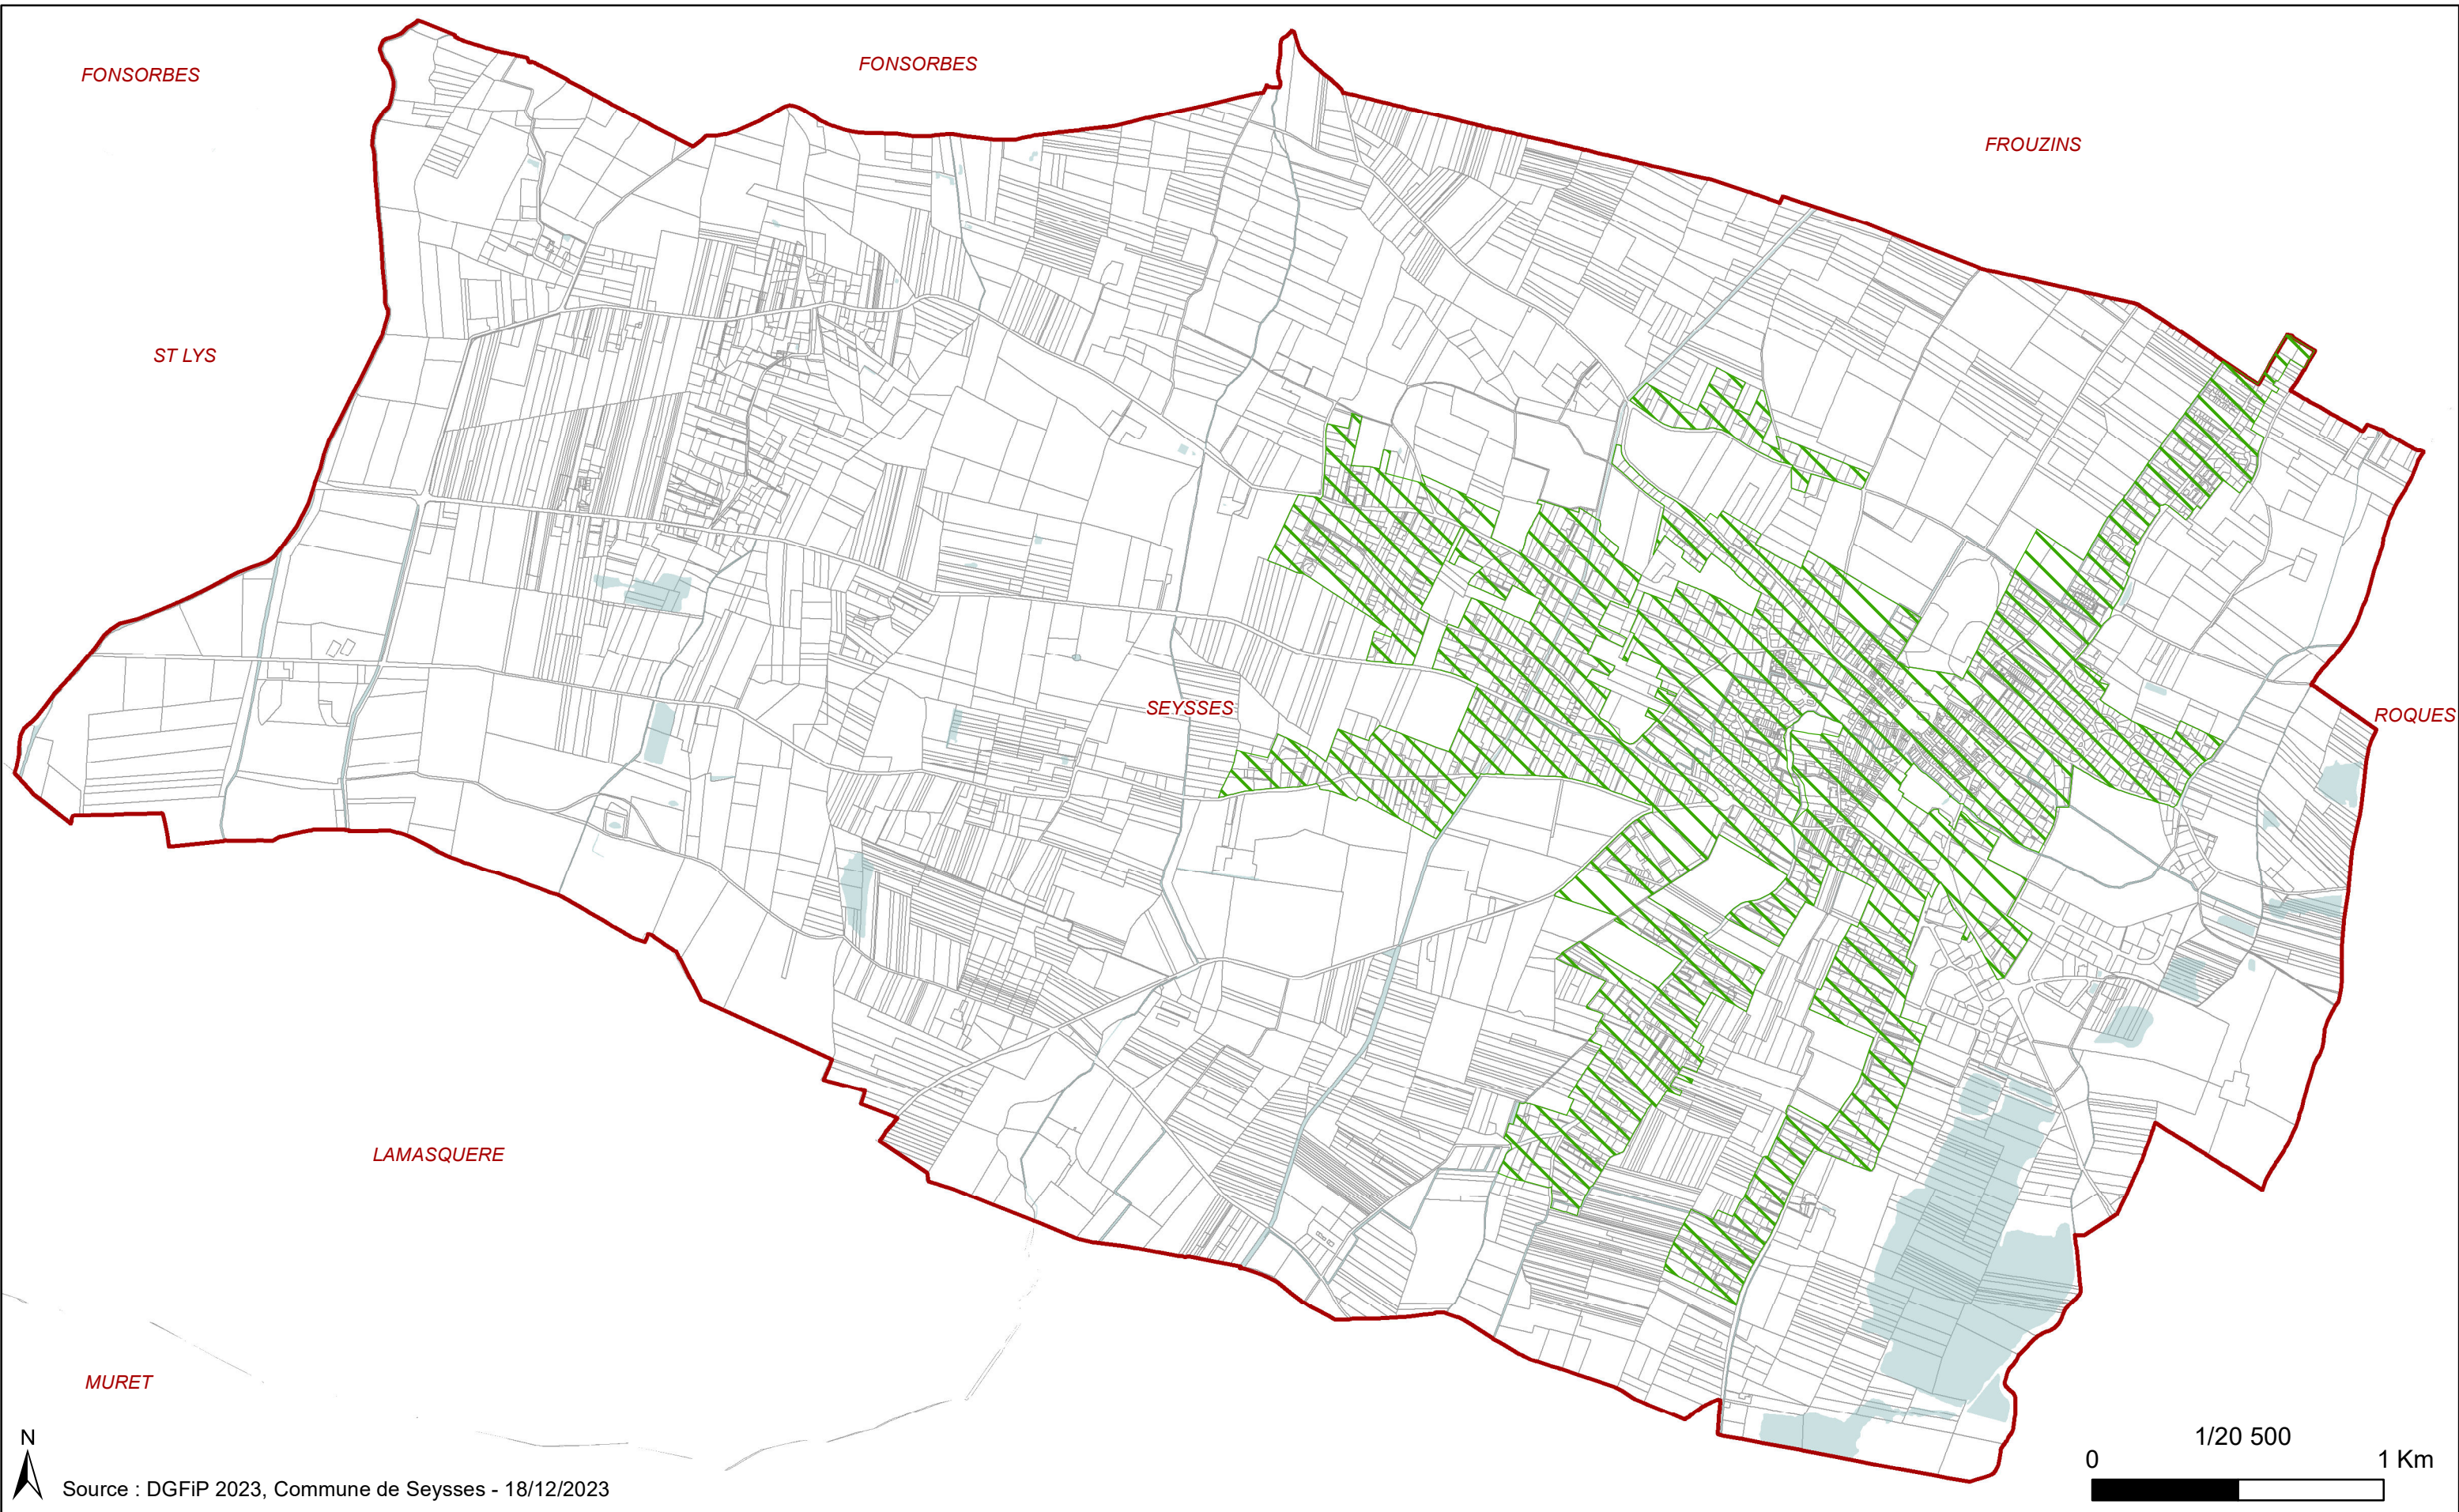 FONSORBES
FONSORBES
FROUZINS
ST LYS
SEYSSES
ROQUES
LAMASQUERE
MURET
N
Source : DGFiP 2023, Commune de Seysses - 18/12/2023
1/20 500
0 1 Km